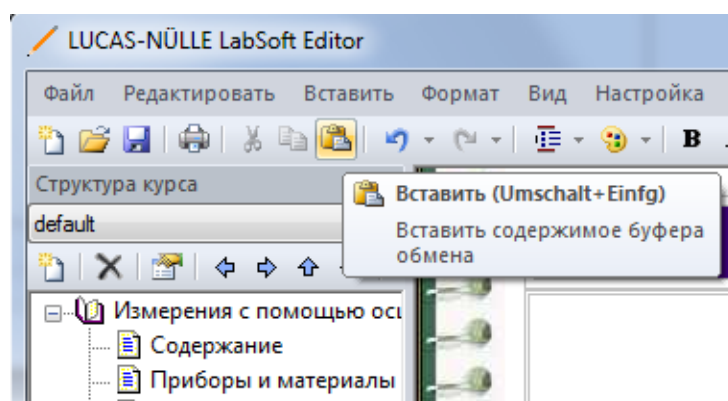 LUCAS-NÜLLE LabSoft Editor
Файл Редактировать Вставить Формат Вид Настройка
B
Структура курса
Вставить (Umschalt+Einfg)
default
Вставить содержимое буфера
обмена
Измерения с помощью
Содержание
Приборы и материалы